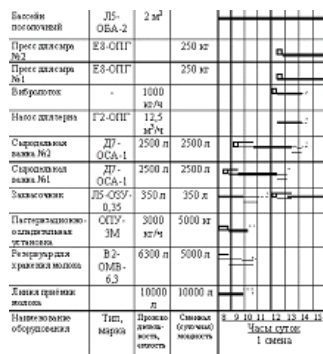 Бассейн Л5- 2 м³
посолочный ОБА-2
Пресс для сыра Е8-ОПГ 250 кг
№2
Пресс для сыра Е8-ОПГ 250 кг
№1
Вибролоток - 1000
кг/ч
Насос для зерна Г2-ОПГ 12,5
м³/ч
Сыродельная Д7- 2500 л 2500 л
ванна №2 ОСА-1
Сыродельная Д7- 2500 л 2500 л
ванна №1 ОСА-1
Заквасочник Л5-ОЗУ- 350 л 350 л
0,35
Пастеризационно- ОПУ- 3000 5000 кг
охладительная 3М кг/ч
установка
Резервуар для В2- 6300 л 5000 л
хранения молока ОМВ-
6,3
Линия приёмки 10000 10000 л
молока л
Наименование Тип, Произво Сменная 8 9 10 11 12 13 14 15
оборудования марка дитель- (суточная) Часы суток
ность, мощность 1 смена
емкость